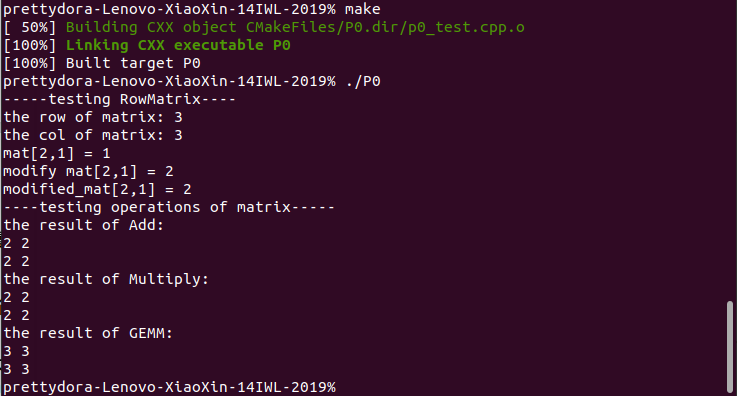 prettydora-Lenovo-XiaoXin-14IWL-2019% make
[ 50%] Building CXX object CMakeFiles/P0.dir/p0_test.cpp.o
[100%] Linking CXX executable P0
[100%] Built target P0
prettydora-Lenovo-XiaoXin-14IWL-2019% ./P0
-----testing RowMatrix----
the row of matrix: 3
the col of matrix: 3
mat[2,1] = 1
modify mat[2,1] = 2
modified_mat[2,1] = 2
----testing operations of matrix-----
the result of Add:
2 2
2 2
the result of Multiply:
2 2
2 2
the result of GEMM:
3 3
3 3
prettydora-Lenovo-XiaoXin-14IWL-2019%